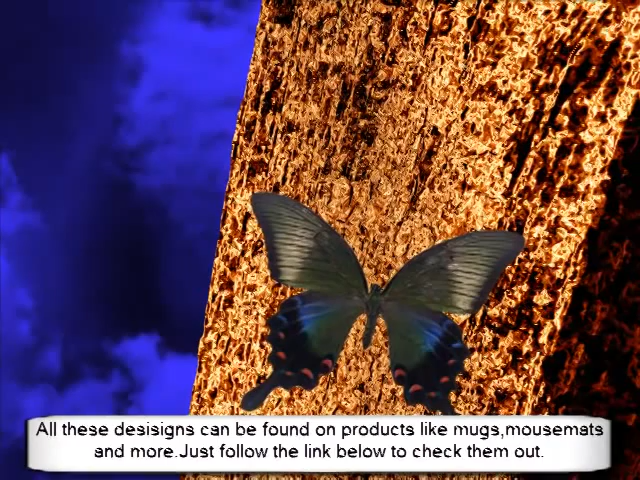 All these desisigns can be found on products like mugs,mousemats
and more.Just follow the link below to check them out.